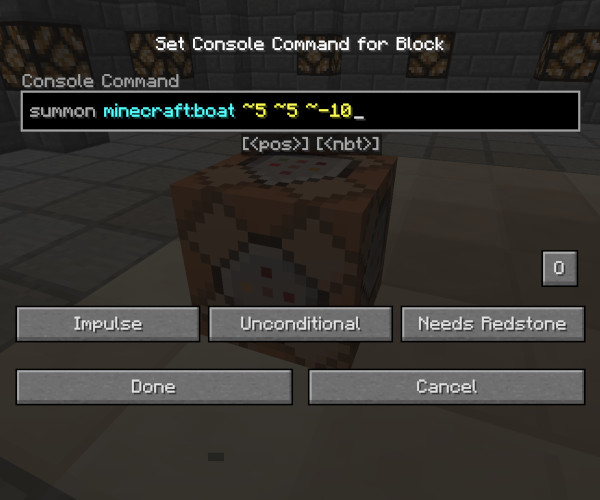 Set Console Command for Block
Console Command
summon minecraft:boat ~5 ~5 ~-10_
[<pos>] [<nbt>]
O
Impulse
Unconditional
Needs Redstone
Done
Cancel